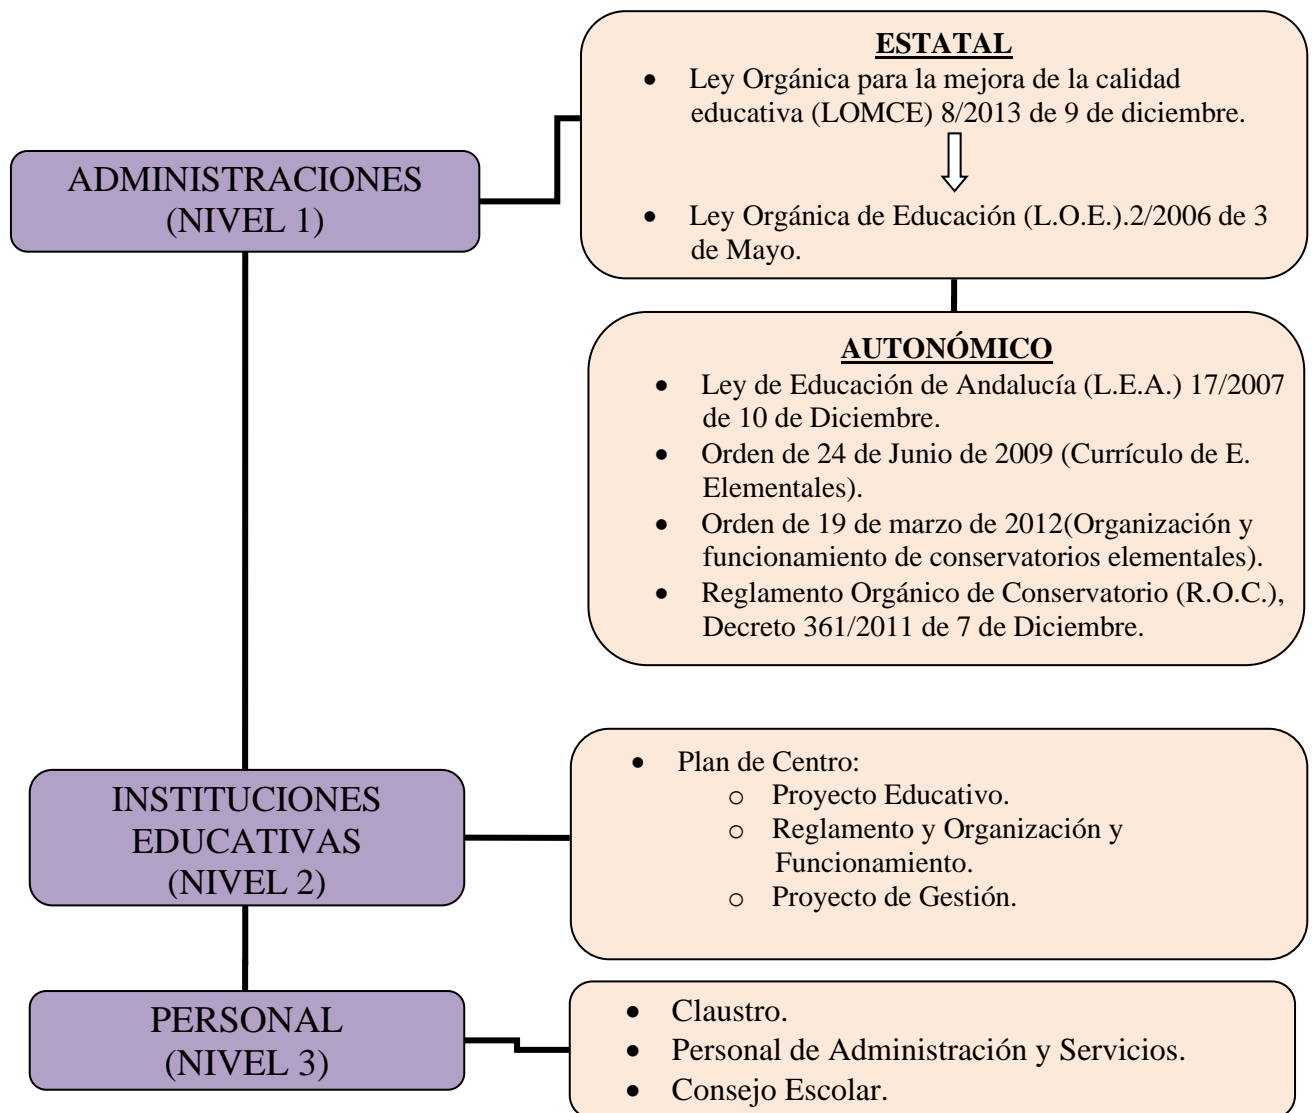 ESTATAL
• Ley Orgánica para la mejora de la calidad
educativa (LOMCE) 8/2013 de 9 de diciembre.
• Ley Orgánica de Educación (L.O.E.).2/2006 de 3
de Mayo.
ADMINISTRACIONES
(NIVEL 1)
AUTONÓMICO
• Ley de Educación de Andalucía (L.E.A.) 17/2007
de 10 de Diciembre.
• Orden de 24 de Junio de 2009 (Currículo de E.
Elementales).
• Orden de 19 de marzo de 2012(Organización y
funcionamiento de conservatorios elementales).
• Reglamento Orgánico de Conservatorio (R.O.C.),
Decreto 361/2011 de 7 de Diciembre.
INSTITUCIONES
EDUCATIVAS
(NIVEL 2)
• Plan de Centro:
o Proyecto Educativo.
o Reglamento y Organización y
Funcionamiento.
o Proyecto de Gestión.
PERSONAL
(NIVEL 3)
• Claustro.
• Personal de Administración y Servicios.
• Consejo Escolar.